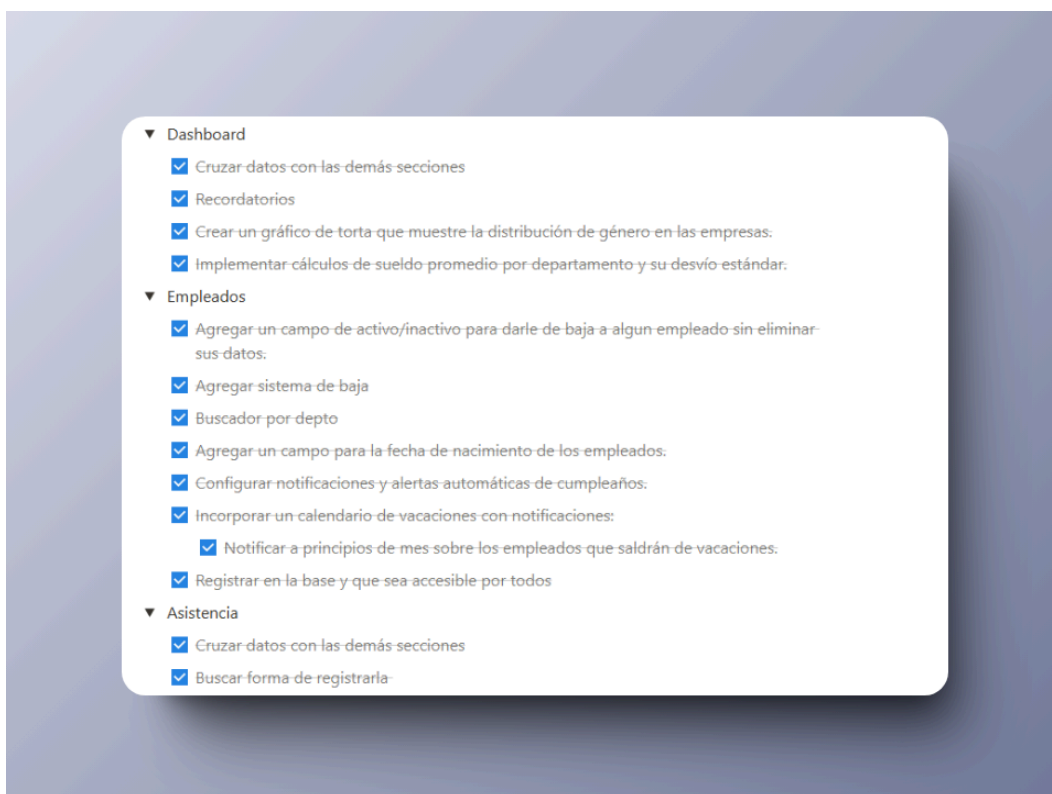 Dashboard
Cruzar datos con las demás secciones
Recordatorios
Crear un gráfico de torta que muestre la distribución de género en las empresas.
Implementar cálculos de sueldo promedio por departamento y su desvío estándar.
Empleados
Agregar un campo de activo/inactivo para darle de baja a algun empleado sin eliminar
sus datos.
Agregar sistema de baja
Buscador por depto
Agregar un campo para la fecha de nacimiento de los empleados.
Configurar notificaciones y alertas automáticas de cumpleaños.
Incorporar un calendario de vacaciones con notificaciones:
Notificar a principios de mes sobre los empleados que saldrán de vacaciones.
Registrar en la base y que sea accesible por todos
Asistencia
Cruzar datos con las demás secciones
Buscar forma de registrarla